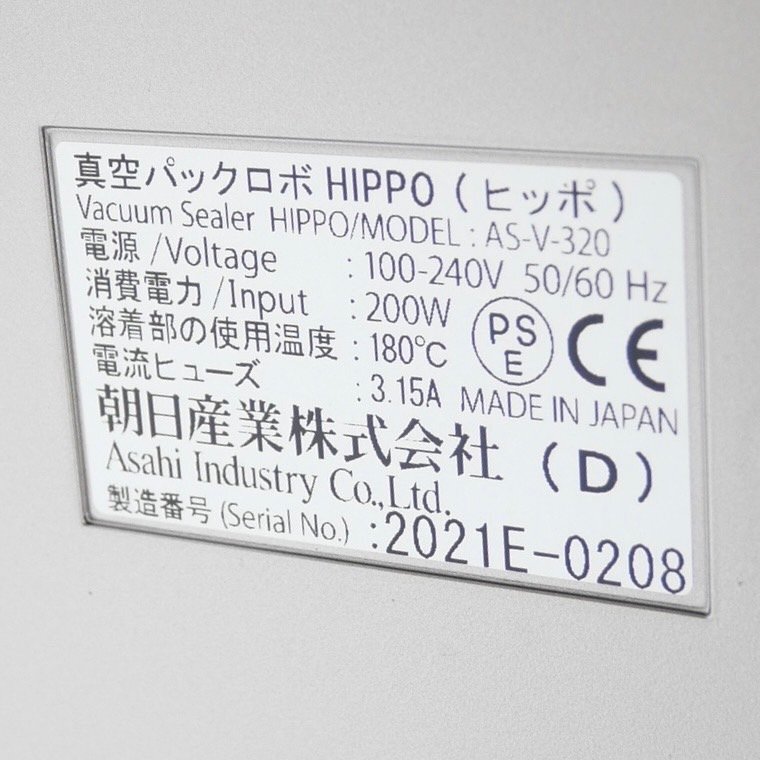 真空パックロボ HIPPO（ヒッポ）
Vacuum Sealer HIPPO/MODEL : AS-V-320
電源 /Voltage : 100-240V 50/60 Hz
消費電力 /Input : 200W
溶着部の使用温度 : 180℃
電流ヒューズ : 3.15A
PS
E
CE
MADE IN JAPAN
朝日産業株式会社 （D）
Asahi Industry Co.,Ltd.
製造番号 (Serial No.) :2021E-0208